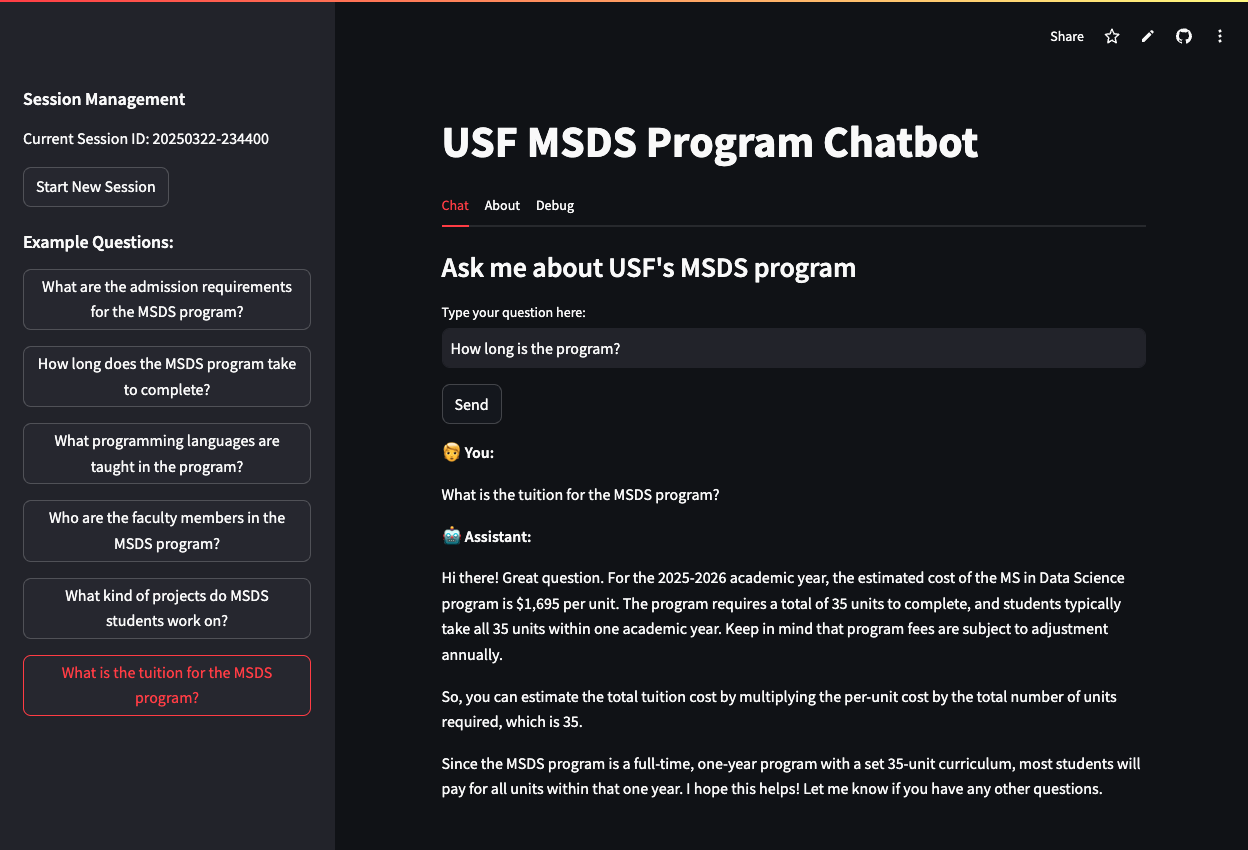 Share
Session Management
Current Session ID: 20250322-234400
Start New Session
Example Questions:
What are the admission requirements
for the MSDS program?
How long does the MSDS program take
to complete?
What programming languages are
taught in the program?
Who are the faculty members in the
MSDS program?
What kind of projects do MSDS
students work on?
What is the tuition for the MSDS
program?
USF MSDS Program Chatbot
Chat About Debug
Ask me about USF's MSDS program
Type your question here:
How long is the program?
Send
You:
What is the tuition for the MSDS program?
Assistant:
Hi there! Great question. For the 2025-2026 academic year, the estimated cost of the MS in Data Science
program is $1,695 per unit. The program requires a total of 35 units to complete, and students typically
take all 35 units within one academic year. Keep in mind that program fees are subject to adjustment
annually.
So, you can estimate the total tuition cost by multiplying the per-unit cost by the total number of units
required, which is 35.
Since the MSDS program is a full-time, one-year program with a set 35-unit curriculum, most students will
pay for all units within that one year. I hope this helps! Let me know if you have any other questions.